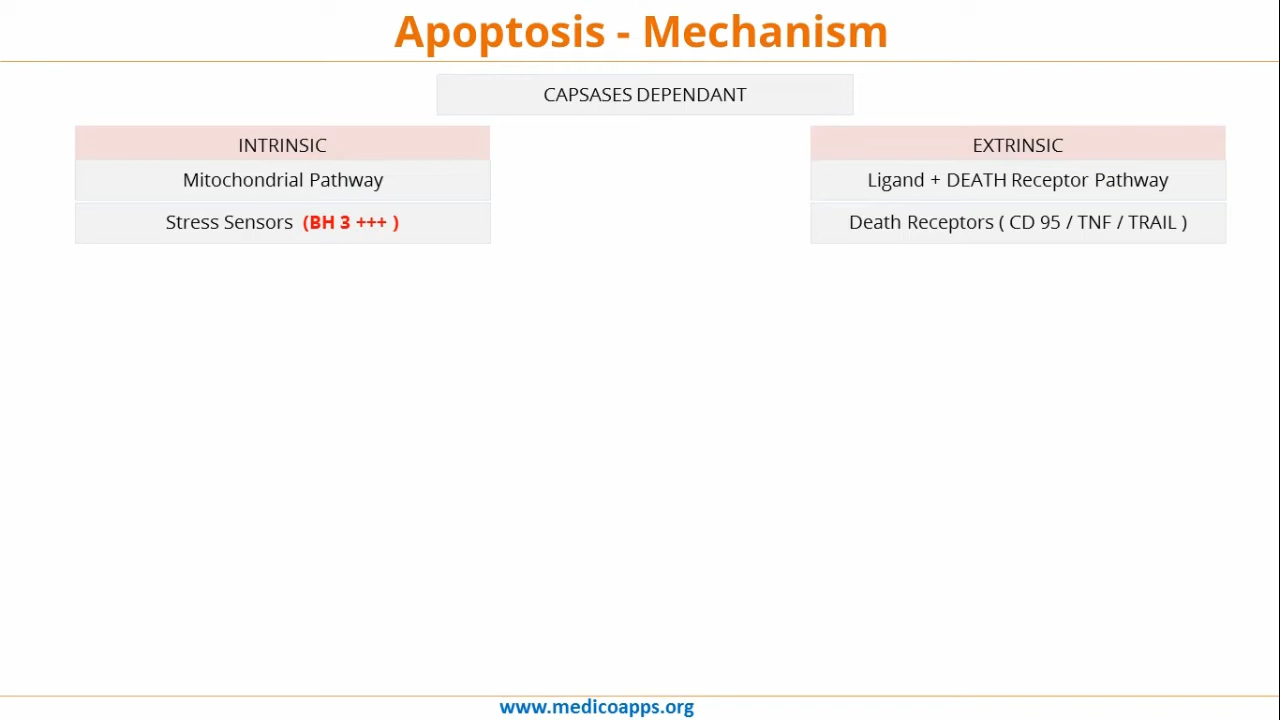 Apoptosis - Mechanism
CAPSASES DEPENDANT
INTRINSIC
Mitochondrial Pathway
Stress Sensors (BH 3 +++ )
EXTRINSIC
Ligand + DEATH Receptor Pathway
Death Receptors ( CD 95 / TNF / TRAIL )
www.medicoapps.org